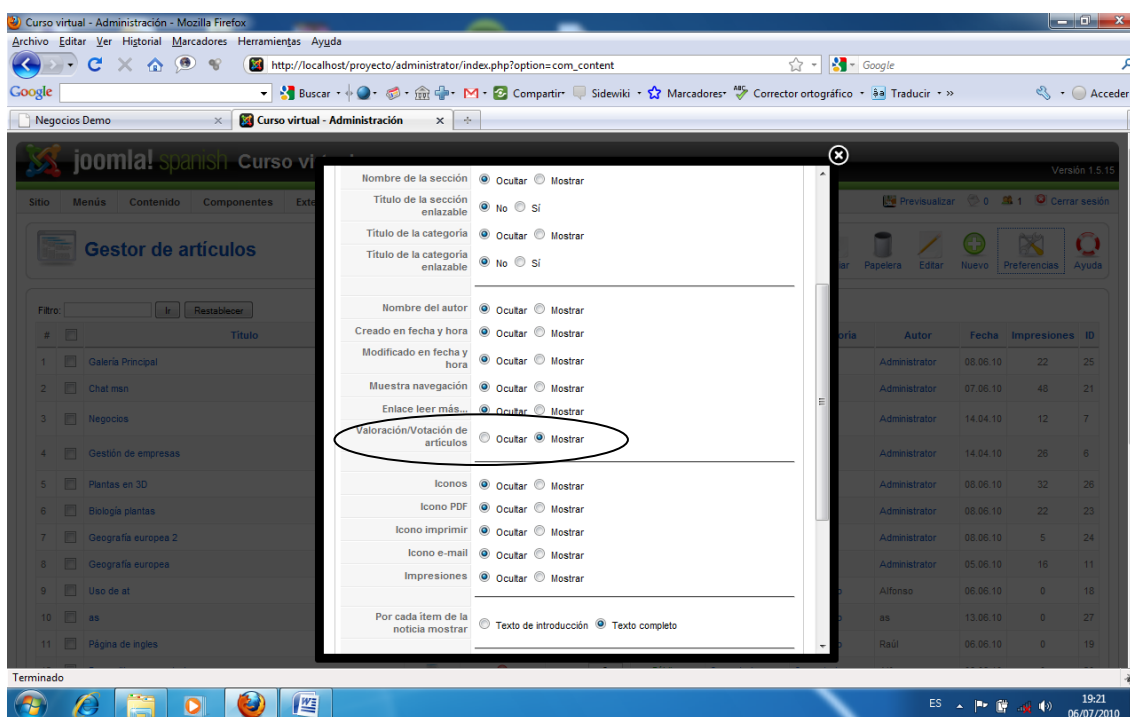 Curso virtual - Administración - Mozilla Firefox
Archivo Editar Ver Historial Marcadores Herramientas Ayuda
http://localhost/proyecto/administrator/index.php?option=com_content
Google
Google Buscar Compartir Sidewiki Marcadores Corrector ortográfico Traducir » Acceder
Negocios Demo Curso virtual - Administración
joomla! spanish Curso vi
Versión 1.5.15
Sitio Menús Contenido Componentes Exte Previsualizar 0 1 Cerrar sesión
Gestor de artículos
Papelera Editar Nuevo Preferencias Ayuda
Filtro: Ir Restablecer
# Titulo Autor Fecha Impresiones ID
1 Galería Principal Administrator 08.06.10 22 25
2 Chat msn Administrator 07.06.10 48 21
3 Negocios Administrator 14.04.10 12 7
4 Gestión de empresas Administrator 14.04.10 26 6
5 Plantas en 3D Administrator 08.06.10 32 26
6 Biología plantas Administrator 08.06.10 22 23
7 Geografía europea 2 Administrator 08.06.10 5 24
8 Geografía europea Administrator 05.06.10 16 11
9 Uso de at Alfonso 06.06.10 0 18
10 as as 13.06.10 0 27
11 Página de ingles Raúl 06.06.10 0 19
Nombre de la sección Ocultar Mostrar
Titulo de la sección
enlazable No Sí
Titulo de la categoría Ocultar Mostrar
Titulo de la categoría
enlazable No Sí
Nombre del autor Ocultar Mostrar
Creado en fecha y hora Ocultar Mostrar
Modificado en fecha y
hora Ocultar Mostrar
Muestra navegación Ocultar Mostrar
Enlace leer más... Ocultar Mostrar
Valoración/Votación de
artículos Ocultar Mostrar
Iconos Ocultar Mostrar
Icono PDF Ocultar Mostrar
Icono imprimir Ocultar Mostrar
Icono e-mail Ocultar Mostrar
Impresiones Ocultar Mostrar
Por cada item de la
noticia mostrar Texto de introducción Texto completo
Terminado
ES 19:21
06/07/2010